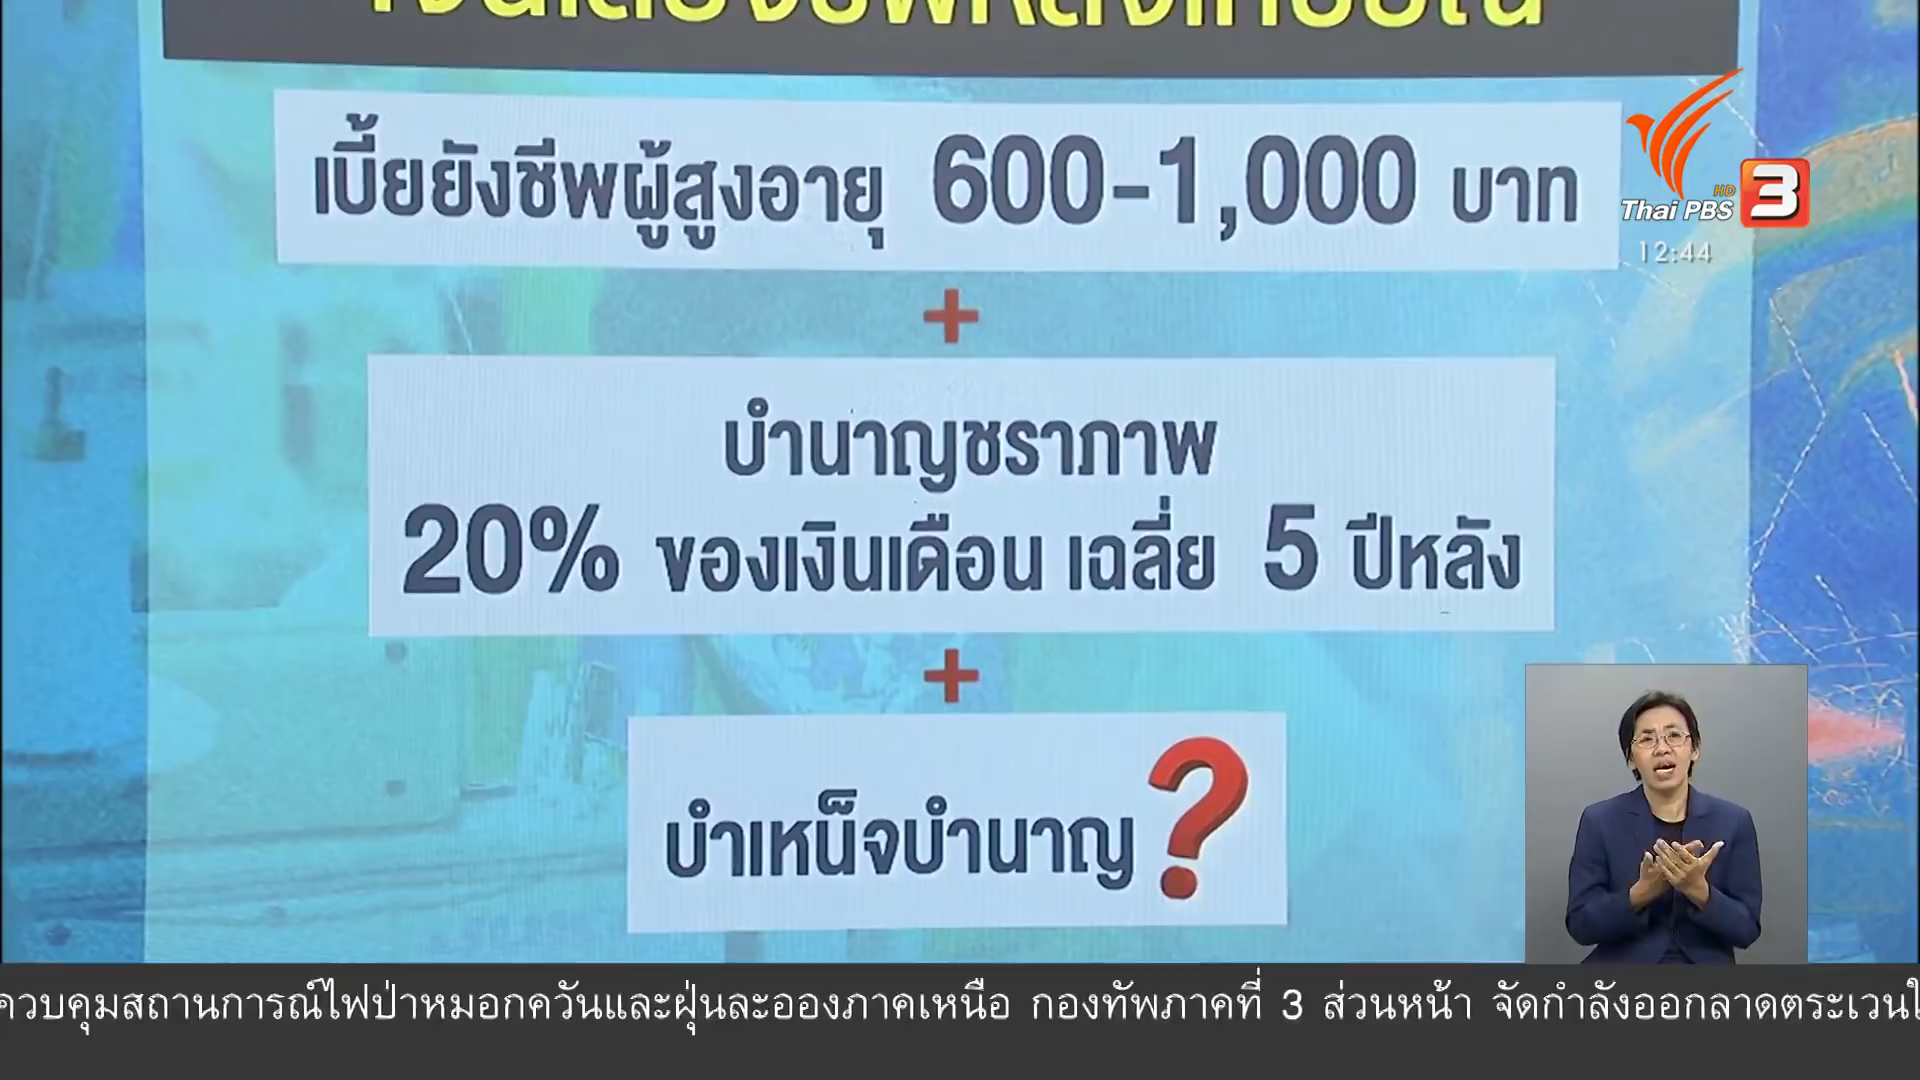 เบี้ยยังชีพผู้สูงอายุ 600-1,000 บาท
HD
Thai PBS 3
12:44
+
บำนาญชราภาพ
20% ของเงินเดือน เฉลี่ย 5 ปีหลัง
+
บำเหน็จบำนาญ?
ควบคุมสถานการณ์ไฟป่าหมอกควันและฝุ่นละอองภาคเหนือ กองทัพภาคที่ 3 ส่วนหน้า จัดกำลังออกลาดตระเวน